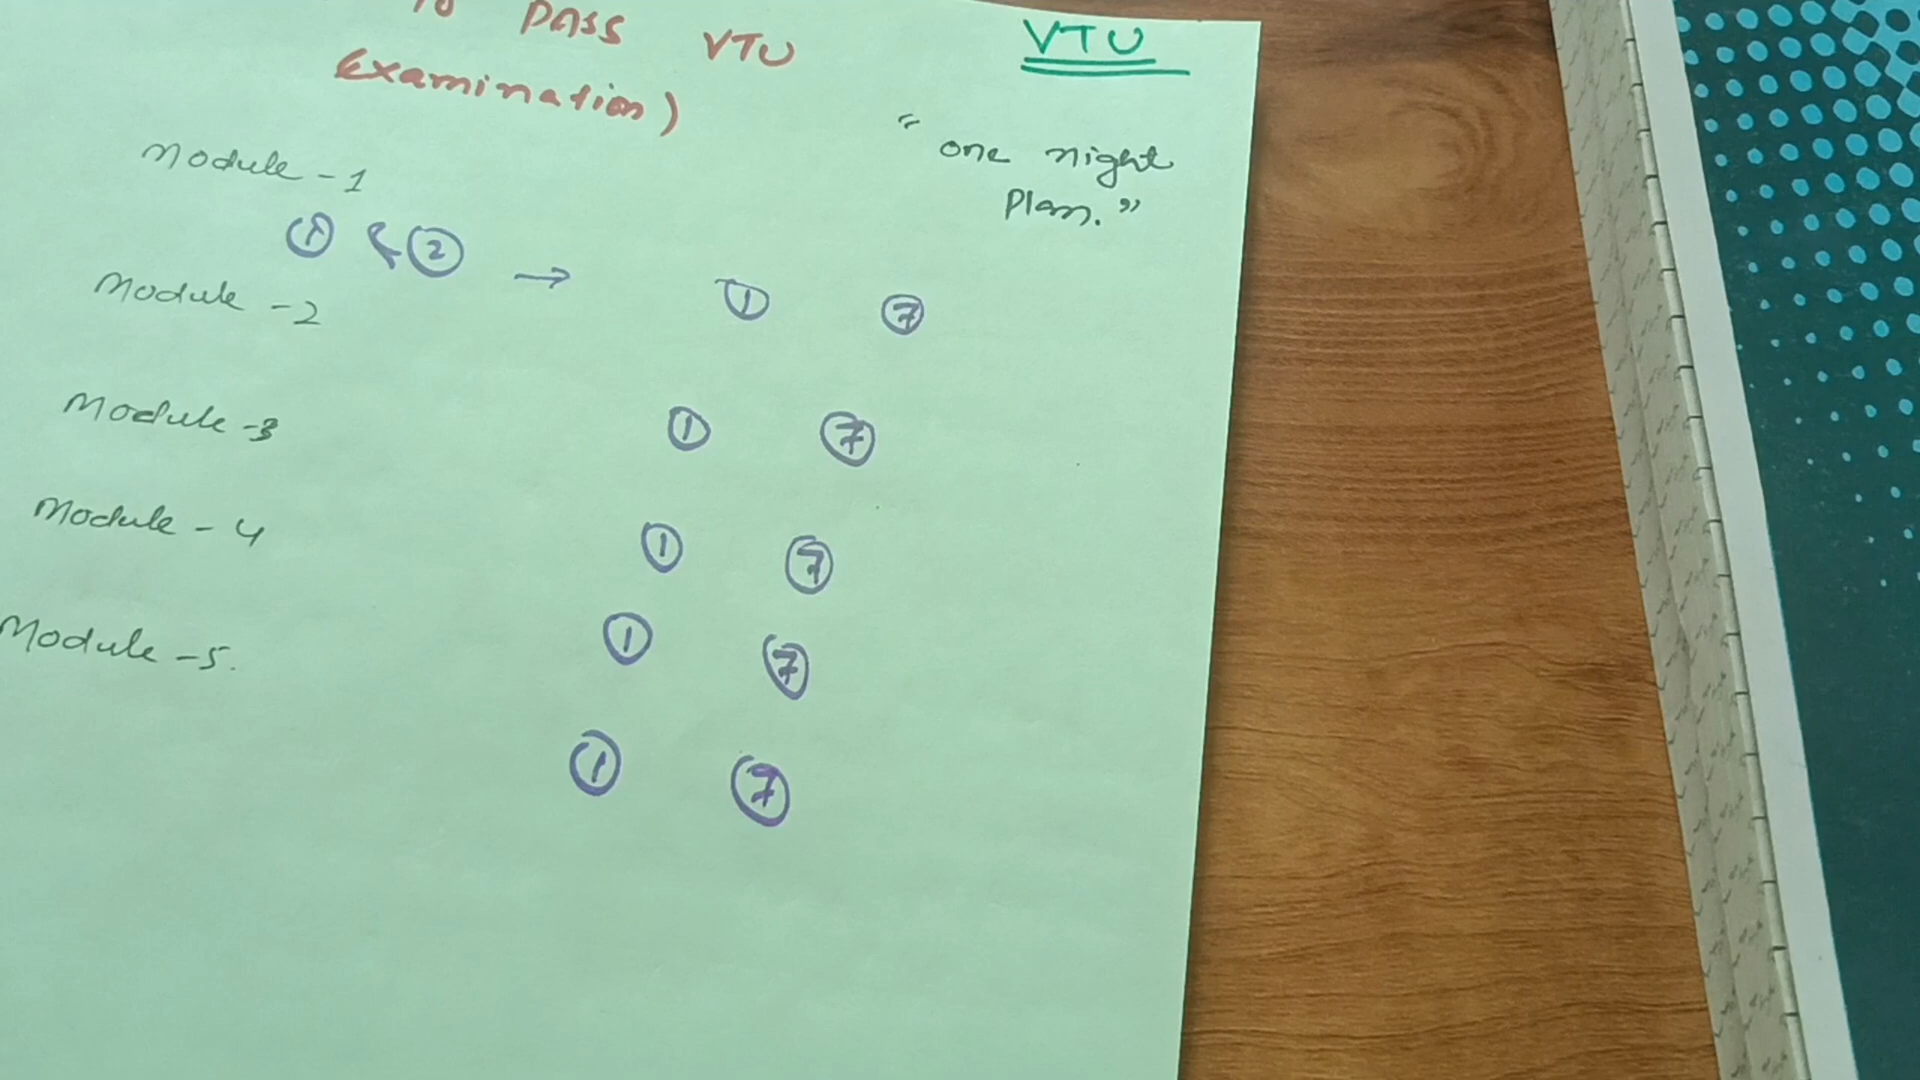 To PASS VTU
Examination)
VTU
"one night
Plan."
Module - 1
1 & 2 → 1 7
Module - 2
Module - 3 1 7
Module - 4 1 7
Module - 5. 1 7
1 7